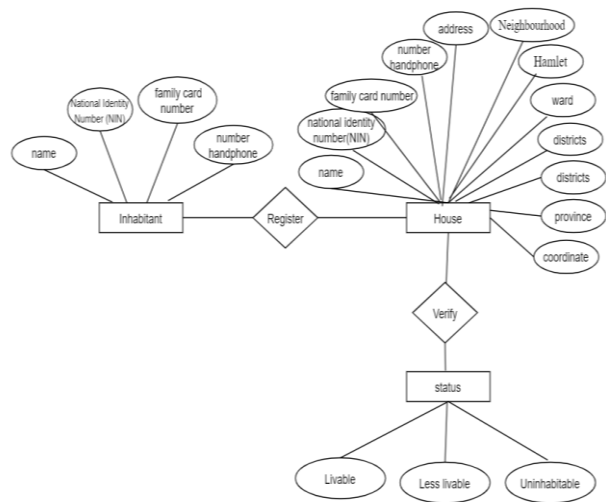 address
Neighbourhood
number
handphone
Hamlet
family card
number
National Identity
Number (NIN)
family card number
ward
national identity
number(NIN)
number
handphone
districts
name
name
districts
Inhabitant
Register
House
province
coordinate
Verify
status
Livable
Less livable
Uninhabitable